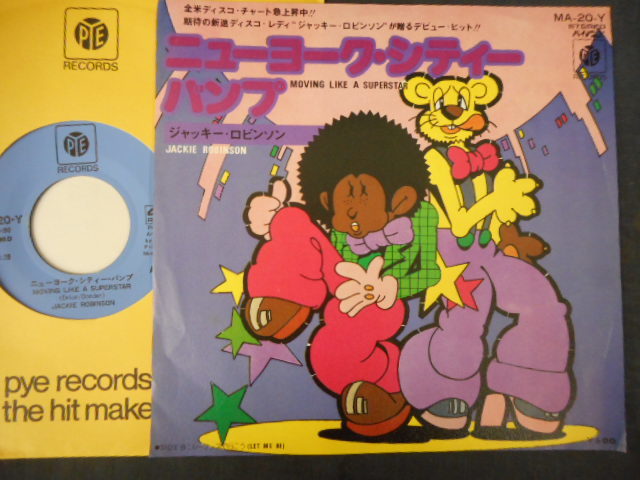 PYE
RECORDS
PYE
RECORDS
20-Y
ニューヨーク・シティー・バンプ
MOVING LIKE A SUPERSTAR
JACKIE ROBINSON
pye records
the hit make
全米ディスコ・チャート急上昇中!!
期待の新進ディスコ・レディ"ジャッキー・ロビンソン"が贈るデビュー・ヒット!!
MA-20-Y
STEREO
PYE
ニューヨーク・シティー
バンプ
MOVING LIKE A SUPERSTAR
ジャッキー・ロビンソン
JACKIE ROBINSON
(LET ME BE)